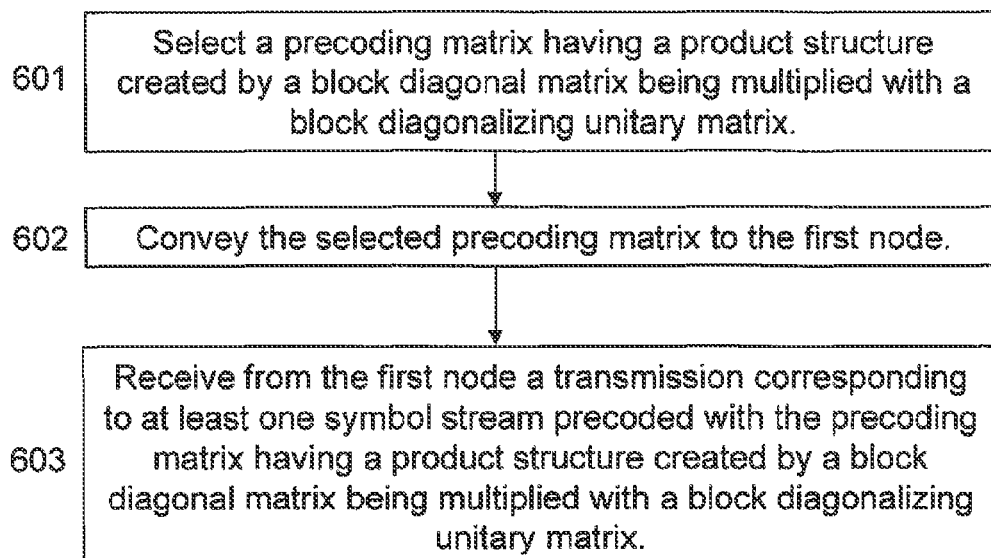 601
Select a precoding matrix having a product structure
created by a block diagonal matrix being multiplied with a
block diagonalizing unitary matrix.
602
Convey the selected precoding matrix to the first node.
603
Receive from the first node a transmission corresponding
to at least one symbol stream precoded with the precoding
matrix having a product structure created by a block
diagonal matrix being multiplied with a block diagonalizing
unitary matrix.